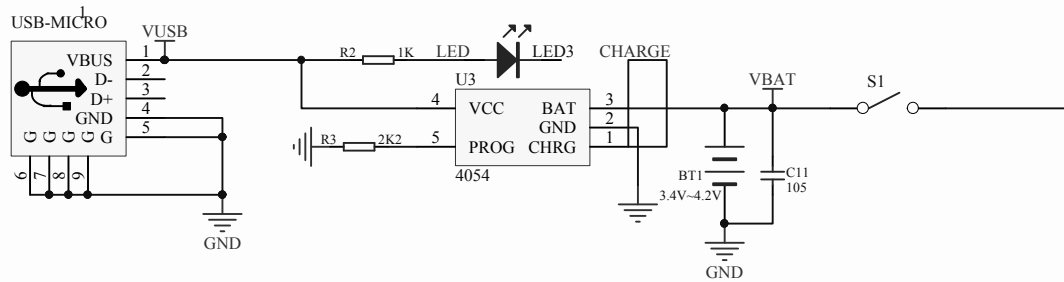 1
USB-MICRO
VUSB
VBUS 1
D- 2
D+ 3
GND 4
G 5
G G G G
6 7 8 9
GND
R2 1K
LED
LED3
CHARGE
U3
4 VCC BAT 3
GND 2
5 PROG CHRG 1
4054
R3 2K2
VBAT
S1
BT1
3.4V~4.2V
C11
105
GND